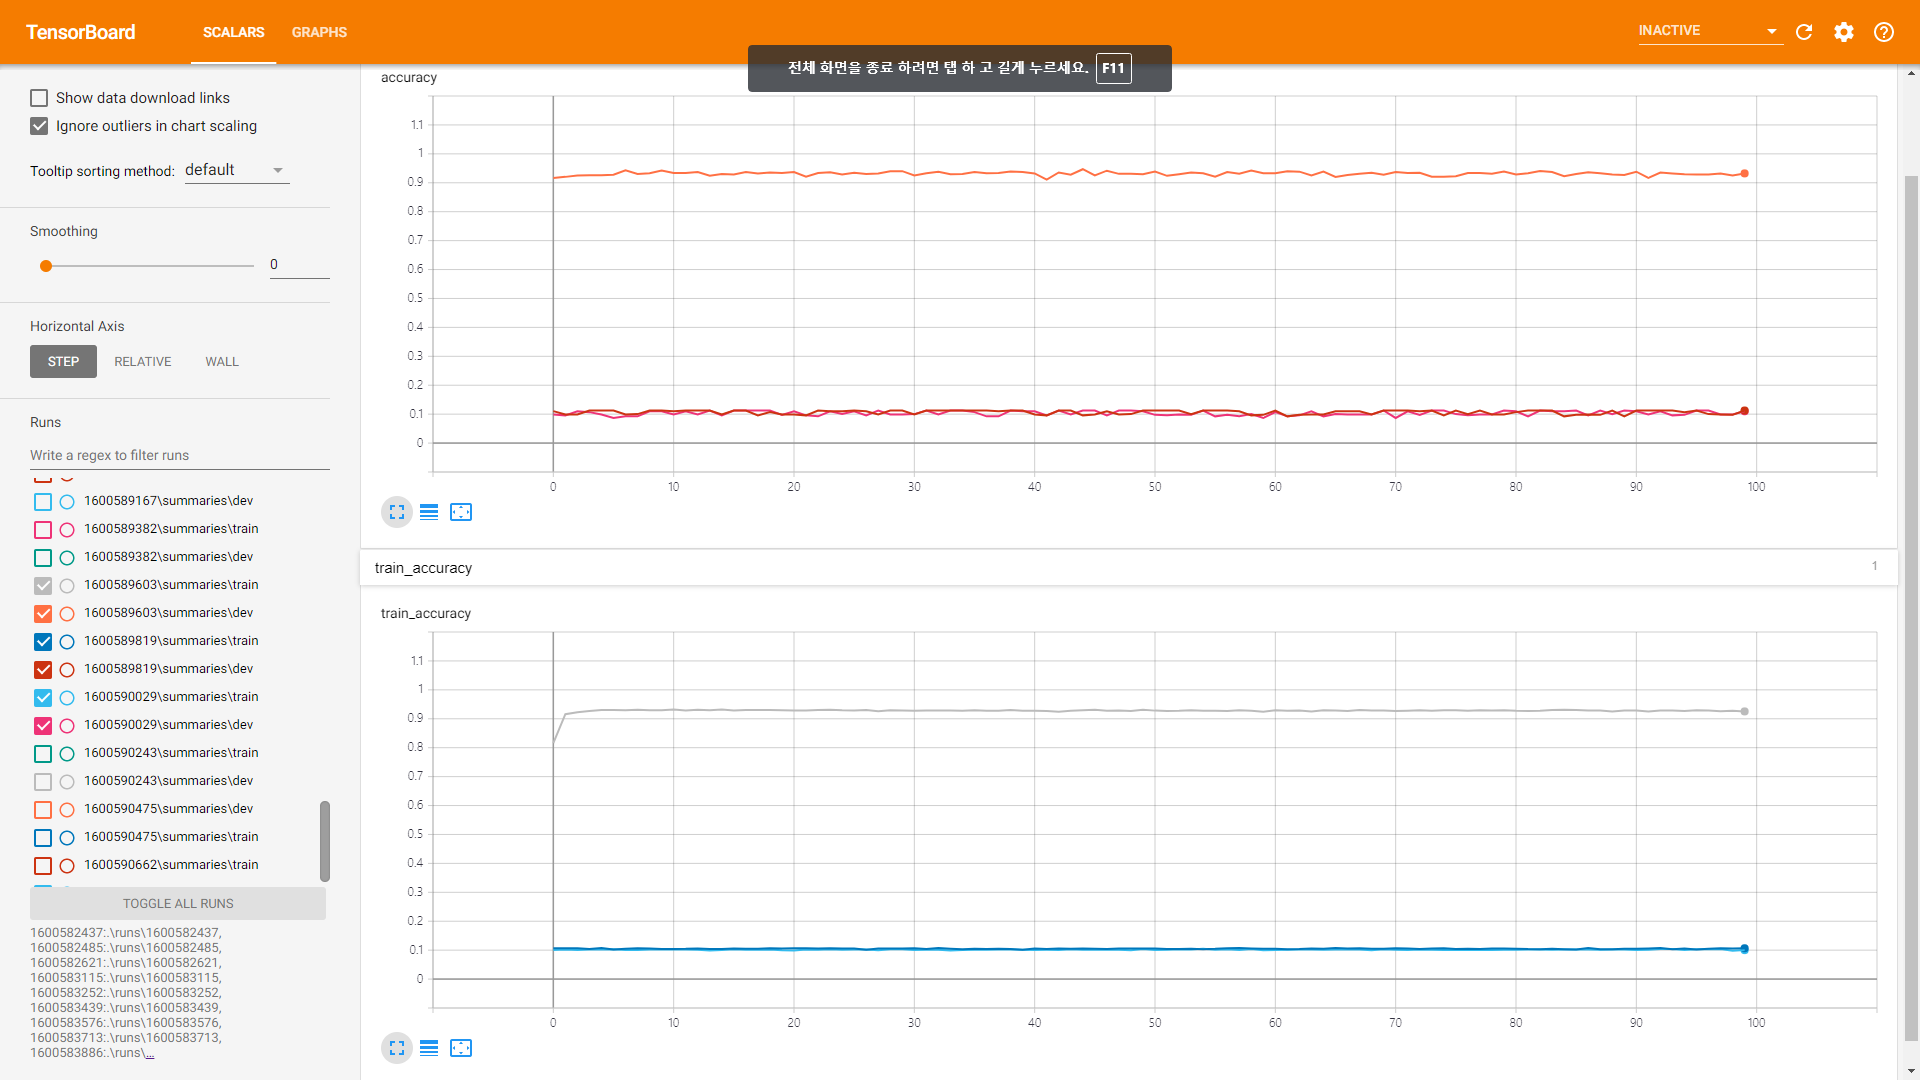 TensorBoard
SCALARS
GRAPHS
INACTIVE
전체 화면을 종료 하려면 탭 하 고 길게 누르세요. F11
Show data download links
Ignore outliers in chart scaling
Tooltip sorting method: default
Smoothing
0
Horizontal Axis
STEP RELATIVE WALL
Runs
Write a regex to filter runs
1600589167\summaries\dev
1600589382\summaries\train
1600589382\summaries\dev
1600589603\summaries\train
1600589603\summaries\dev
1600589819\summaries\train
1600589819\summaries\dev
1600590029\summaries\train
1600590029\summaries\dev
1600590243\summaries\train
1600590243\summaries\dev
1600590475\summaries\dev
1600590475\summaries\train
1600590662\summaries\train
TOGGLE ALL RUNS
1600582437:.\runs\1600582437,
1600582485:.\runs\1600582485,
1600582621:.\runs\1600582621,
1600583115:.\runs\1600583115,
1600583252:.\runs\1600583252,
1600583439:.\runs\1600583439,
1600583576:.\runs\1600583576,
1600583713:.\runs\1600583713,
1600583886:.\runs\...
accuracy
1.1
1
0.9
0.8
0.7
0.6
0.5
0.4
0.3
0.2
0.1
0
0 10 20 30 40 50 60 70 80 90 100
train_accuracy 1
train_accuracy
1.1
1
0.9
0.8
0.7
0.6
0.5
0.4
0.3
0.2
0.1
0
0 10 20 30 40 50 60 70 80 90 100